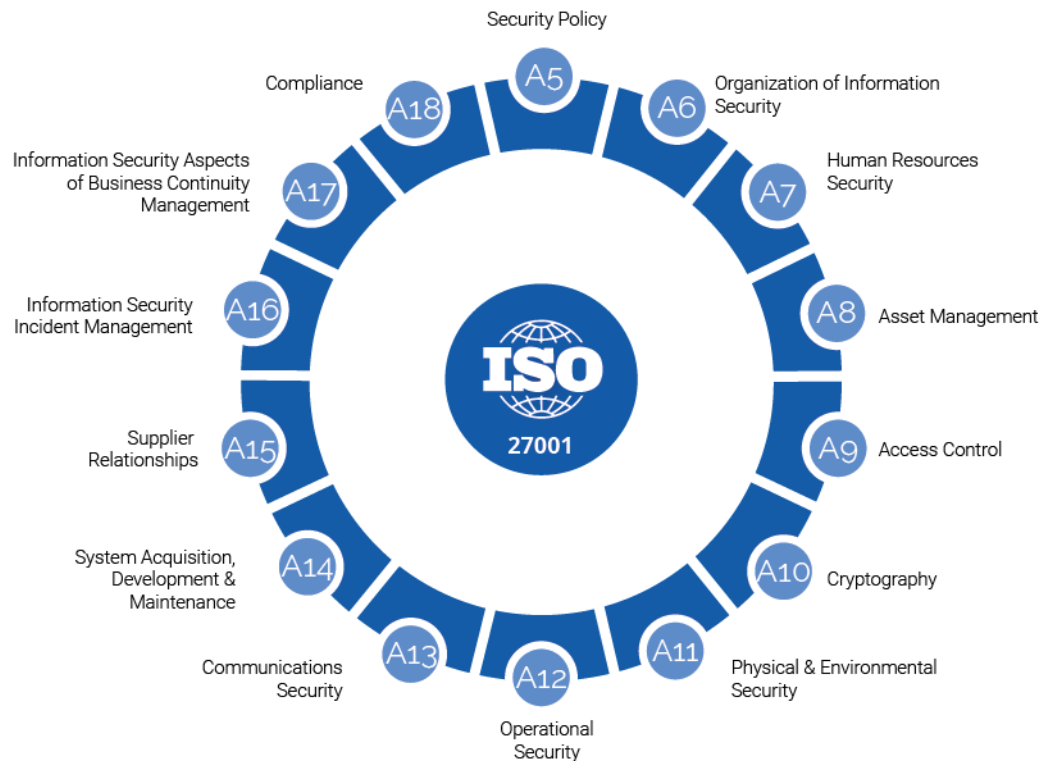 Security Policy
A5
Organization of Information
Security
A6
Human Resources
Security
A7
A8
Asset Management
A9
Access Control
A10
Cryptography
A11
Physical & Environmental
Security
A12
Operational
Security
A13
Communications
Security
A14
System Acquisition,
Development &
Maintenance
A15
Supplier
Relationships
A16
Information Security
Incident Management
A17
Information Security Aspects
of Business Continuity
Management
A18
Compliance
ISO
27001